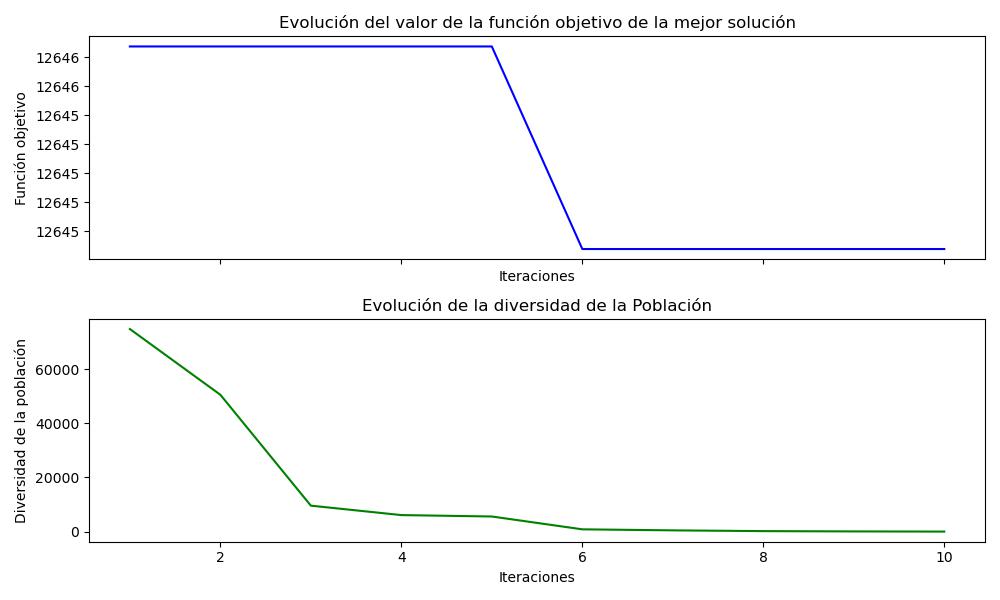 Evolución del valor de la función objetivo de la mejor solución
12646
12646
12645
12645
12645
12645
12645
Función objetivo
Iteraciones
Evolución de la diversidad de la Población
60000
40000
20000
0
Diversidad de la población
2 4 6 8 10
Iteraciones